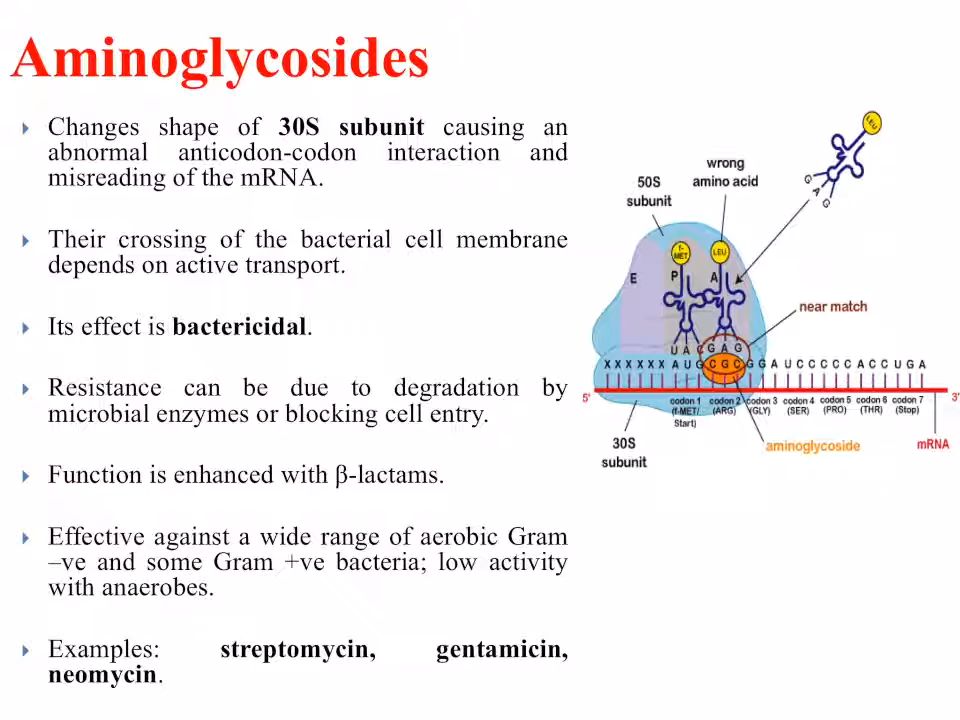 Aminoglycosides
Changes shape of 30S subunit causing an
abnormal anticodon-codon interaction and
misreading of the mRNA.
Their crossing of the bacterial cell membrane
depends on active transport.
Its effect is bactericidal.
Resistance can be due to degradation by
microbial enzymes or blocking cell entry.
Function is enhanced with β-lactams.
Effective against a wide range of aerobic Gram
–ve and some Gram +ve bacteria; low activity
with anaerobes.
Examples: streptomycin, gentamicin,
neomycin.
LEU
G A G
wrong
amino acid
50S
subunit
f-
MET
LEU
E P A
near match
U A C G A G
X X X X X X A U G C G C G G A U C C C C C A C C U G A
5'
3'
codon 1 codon 2 codon 3 codon 4 codon 5 codon 6 codon 7
(f-MET/ (ARG) (GLY) (SER) (PRO) (THR) (Stop)
Start)
30S
subunit
aminoglycoside
mRNA